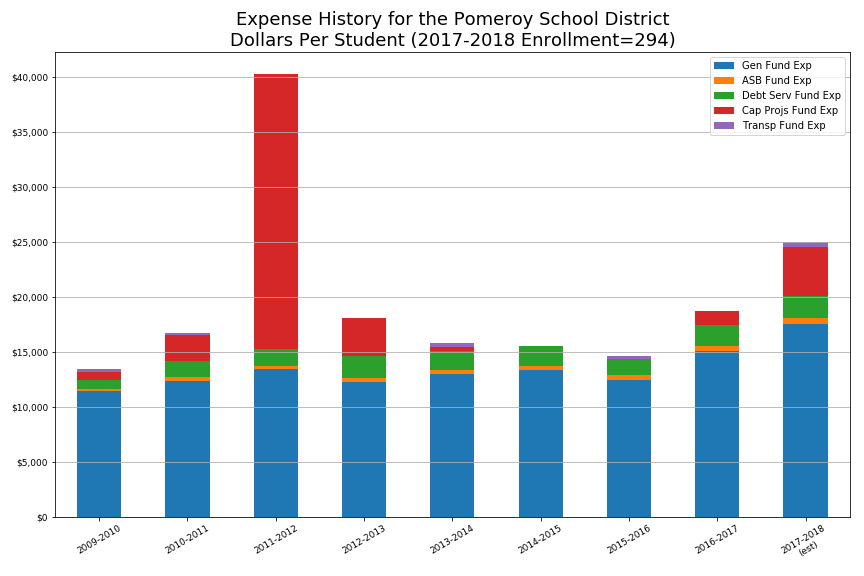 Expense History for the Pomeroy School District
Dollars Per Student (2017-2018 Enrollment=294)
Gen Fund Exp
ASB Fund Exp
Debt Serv Fund Exp
Cap Projs Fund Exp
Transp Fund Exp
$40,000
$35,000
$30,000
$25,000
$20,000
$15,000
$10,000
$5,000
$0
2009-2010
2010-2011
2011-2012
2012-2013
2013-2014
2014-2015
2015-2016
2016-2017
2017-2018
(est)